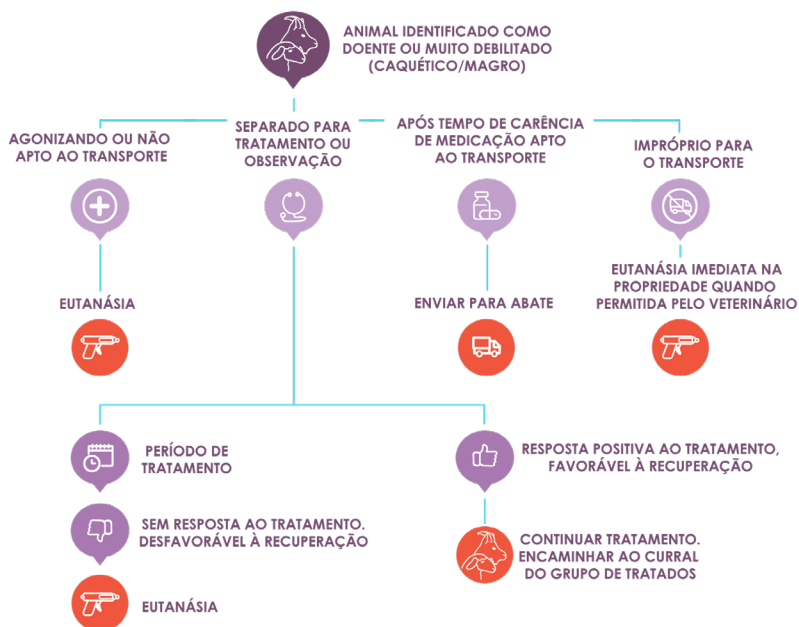 ANIMAL IDENTIFICADO COMO
DOENTE OU MUITO DEBILITADO
(CAQUÉTICO/MAGRO)
AGONIZANDO OU NÃO
APTO AO TRANSPORTE
SEPARADO PARA
TRATAMENTO OU
OBSERVAÇÃO
APÓS TEMPO DE CARÊNCIA
DE MEDICAÇÃO APTO
AO TRANSPORTE
IMPRÓPRIO PARA
O TRANSPORTE
EUTANÁSIA
ENVIAR PARA ABATE
EUTANÁSIA IMEDIATA NA
PROPRIEDADE QUANDO
PERMITIDA PELO VETERINÁRIO
PERÍODO DE
TRATAMENTO
RESPOSTA POSITIVA AO TRATAMENTO,
FAVORÁVEL À RECUPERAÇÃO
SEM RESPOSTA AO TRATAMENTO.
DESFAVORÁVEL À RECUPERAÇÃO
CONTINUAR TRATAMENTO.
ENCAMINHAR AO CURRAL
DO GRUPO DE TRATADOS
EUTANÁSIA